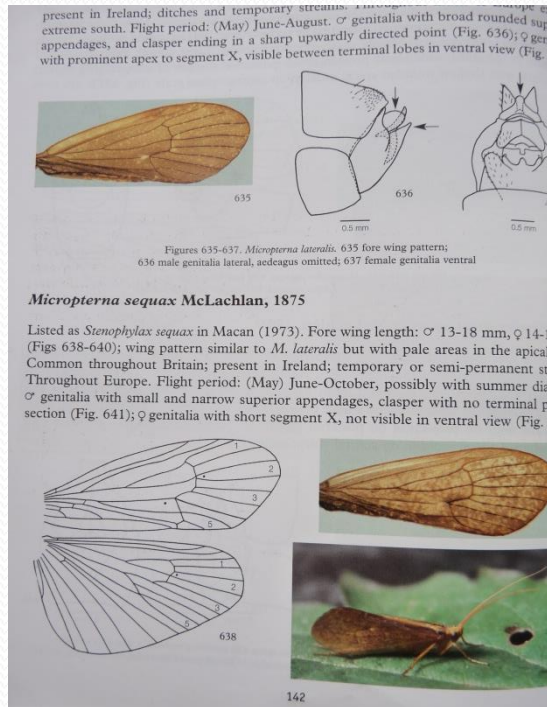 present in Ireland; ditches and temporary streams.
extreme south. Flight period: (May) June-August. ♂ genitalia with broad rounded
appendages, and clasper ending in a sharp upwardly directed point (Fig. 636); ♀
with prominent apex to segment X, visible between terminal lobes in ventral view (Fig.
635
636
0.5 mm
0.5 mm
Figures 635-637. Micropterna lateralis. 635 fore wing pattern;
636 male genitalia lateral, aedeagus omitted; 637 female genitalia ventral
Micropterna sequax McLachlan, 1875
Listed as Stenophylax sequax in Macan (1973). Fore wing length: ♂ 13-18 mm, ♀
(Figs 638-640); wing pattern similar to M. lateralis but with pale areas in the
Common throughout Britain; present in Ireland; temporary or semi-permanent
Throughout Europe. Flight period: (May) June-October, possibly with summer
♂ genitalia with small and narrow superior appendages, clasper with no terminal
section (Fig. 641); ♀ genitalia with short segment X, not visible in ventral view (Fig.
1
2
3
5
1
2
3
5
638
142